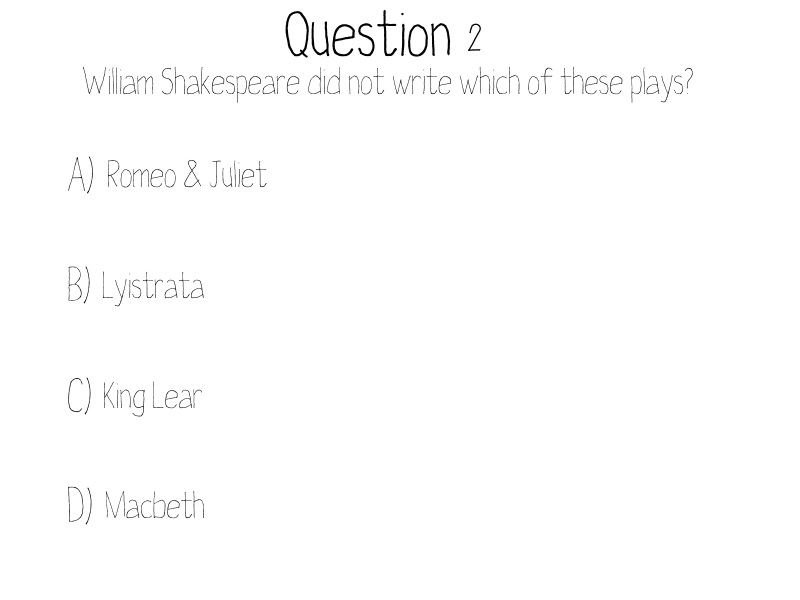 Question 2
William Shakespeare did not write which of these plays?
A) Romeo & Juliet
B) Lyistrata
C) King Lear
D) Macbeth